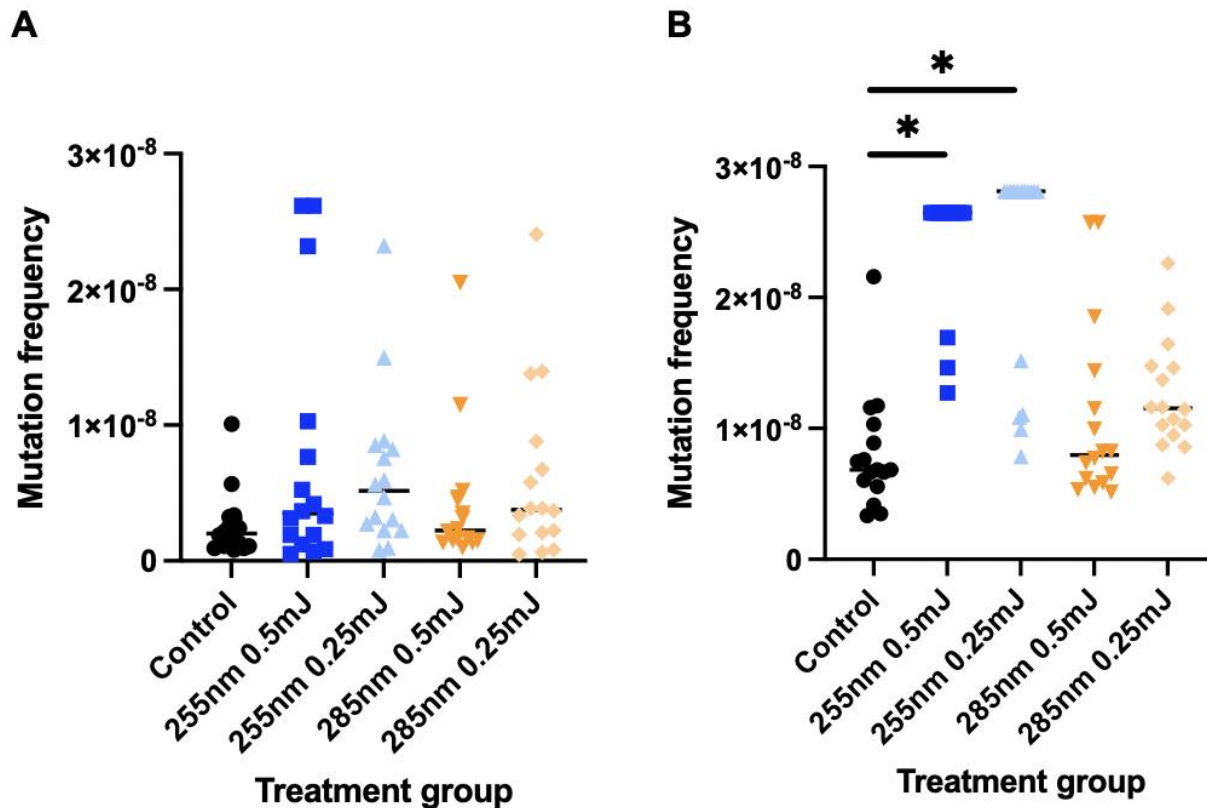 A
Mutation frequency
3×10⁻⁸
2×10⁻⁸
1×10⁻⁸
0
Control
255nm 0.5mJ
255nm 0.25mJ
285nm 0.5mJ
285nm 0.25mJ
Treatment group
B
*
*
Mutation frequency
3×10⁻⁸
2×10⁻⁸
1×10⁻⁸
0
Control
255nm 0.5mJ
255nm 0.25mJ
285nm 0.5mJ
285nm 0.25mJ
Treatment group